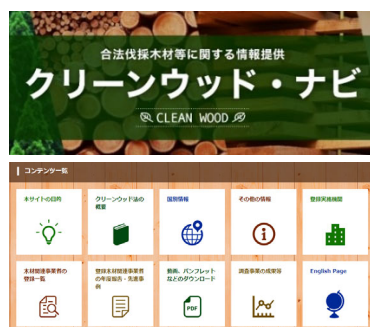 合法伐採木材等に関する情報提供
クリーンウッド・ナビ
CLEAN WOOD
コンテンツ一覧
本サイトの目的
クリーンウッド法の
概要
国別情報
その他の情報
登録実施機関
木材関連事業者の
登録一覧
登録木材関連事業者
の年度報告・先進事
例
動画、パンフレット
などのダウンロード
PDF
調査事業の成果等
English Page